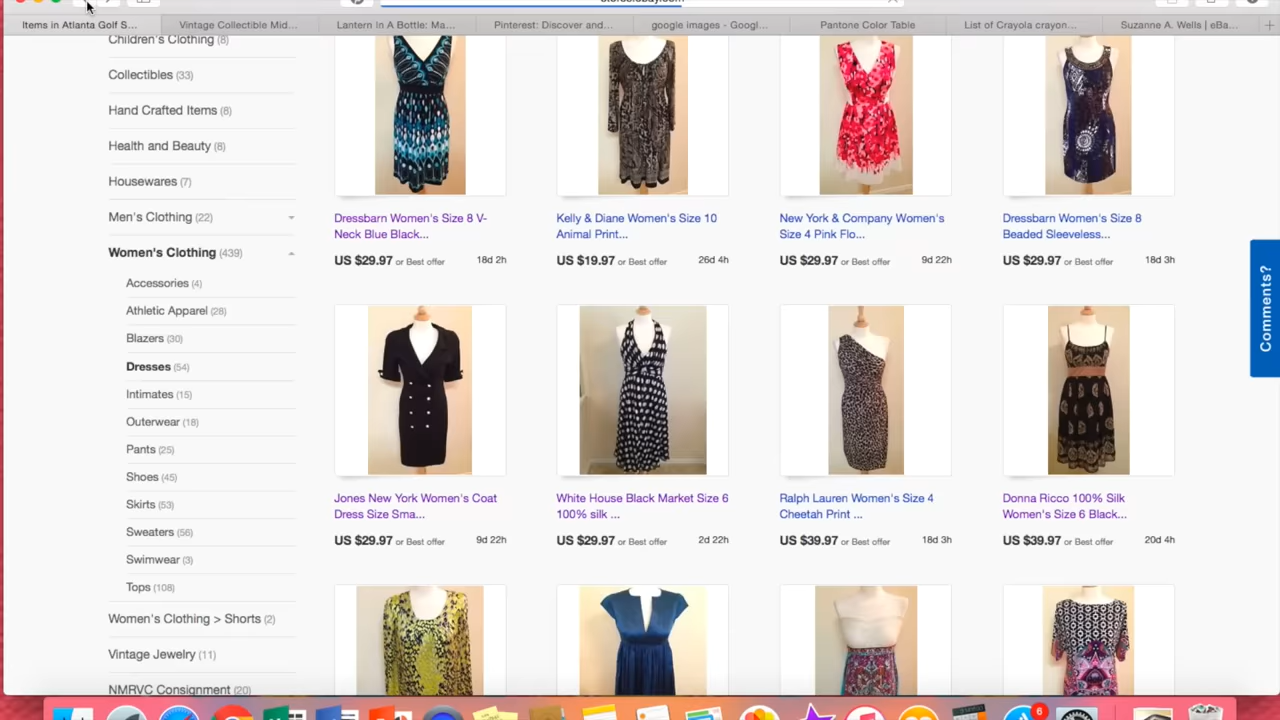 Items in Atlanta Golf S...
Vintage Collectible Mid...
Lantern In A Bottle: Ma...
Pinterest: Discover and...
google images - Googl...
Pantone Color Table
List of Crayola crayon...
Suzanne A. Wells | eBa...
Children's Clothing (8)
Collectibles (33)
Hand Crafted Items (8)
Health and Beauty (8)
Housewares (7)
Men's Clothing (22)
Women's Clothing (439)
Accessories (4)
Athletic Apparel (28)
Blazers (30)
Dresses (54)
Intimates (15)
Outerwear (18)
Pants (25)
Shoes (45)
Skirts (53)
Sweaters (56)
Swimwear (3)
Tops (108)
Women's Clothing > Shorts (2)
Vintage Jewelry (11)
NMRVC Consignment (20)
Dressbarn Women's Size 8 V-
Neck Blue Black...
US $29.97 or Best offer 18d 2h
Kelly & Diane Women's Size 10
Animal Print...
US $19.97 or Best offer 26d 4h
New York & Company Women's
Size 4 Pink Flo...
US $29.97 or Best offer 9d 22h
Dressbarn Women's Size 8
Beaded Sleeveless...
US $29.97 or Best offer 18d 3h
Jones New York Women's Coat
Dress Size Sma...
US $29.97 or Best offer 9d 22h
White House Black Market Size 6
100% silk ...
US $29.97 or Best offer 2d 22h
Ralph Lauren Women's Size 4
Cheetah Print ...
US $39.97 or Best offer 18d 3h
Donna Ricco 100% Silk
Women's Size 6 Black...
US $39.97 or Best offer 20d 4h
Comments?
6